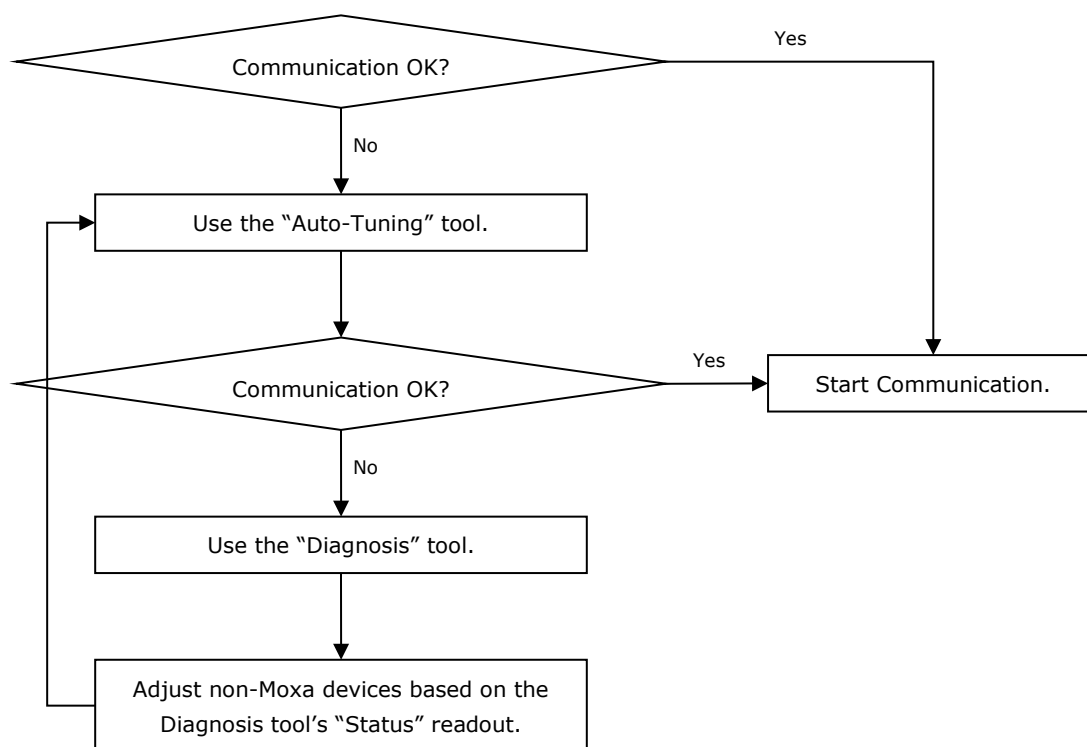 Communication OK?
Yes
No
Use the “Auto-Tuning” tool.
Communication OK?
Yes
Start Communication.
No
Use the “Diagnosis” tool.
Adjust non-Moxa devices based on the
Diagnosis tool’s “Status” readout.